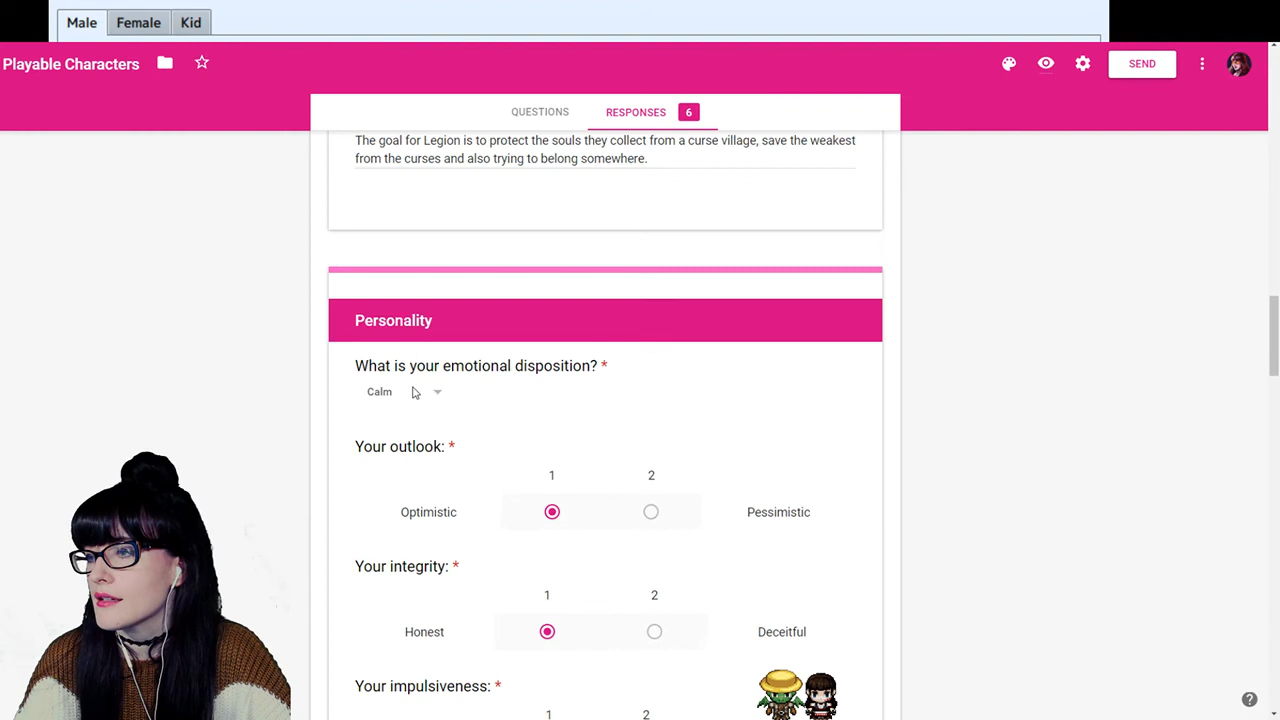 Male Female Kid
Playable Characters
SEND
QUESTIONS RESPONSES 6
The goal for Legion is to protect the souls they collect from a curse village, save the weakest
from the curses and also trying to belong somewhere.
Personality
What is your emotional disposition? *
Calm
Your outlook: *
1 2
Optimistic Pessimistic
Your integrity: *
1 2
Honest Deceitful
Your impulsiveness: *
1 2